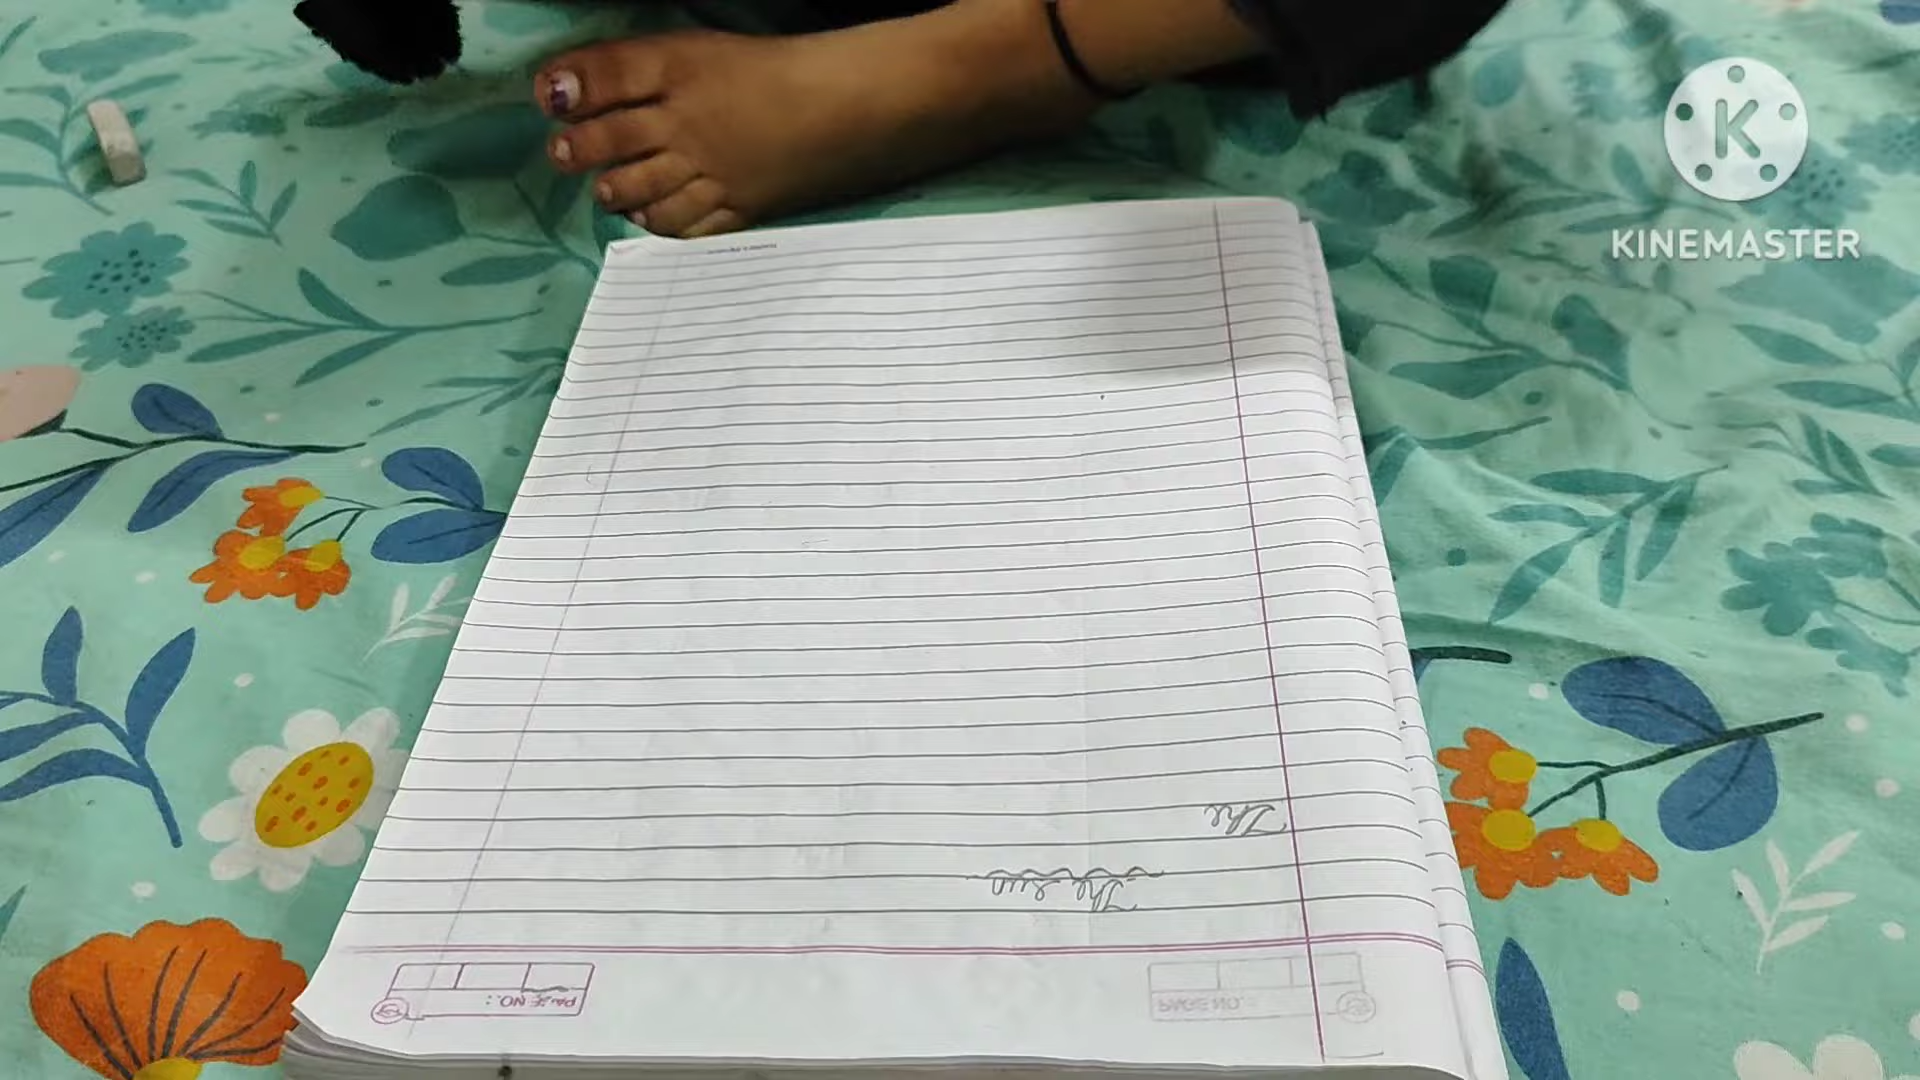 KINEMASTER
PAGE NO.:
The Sun
The